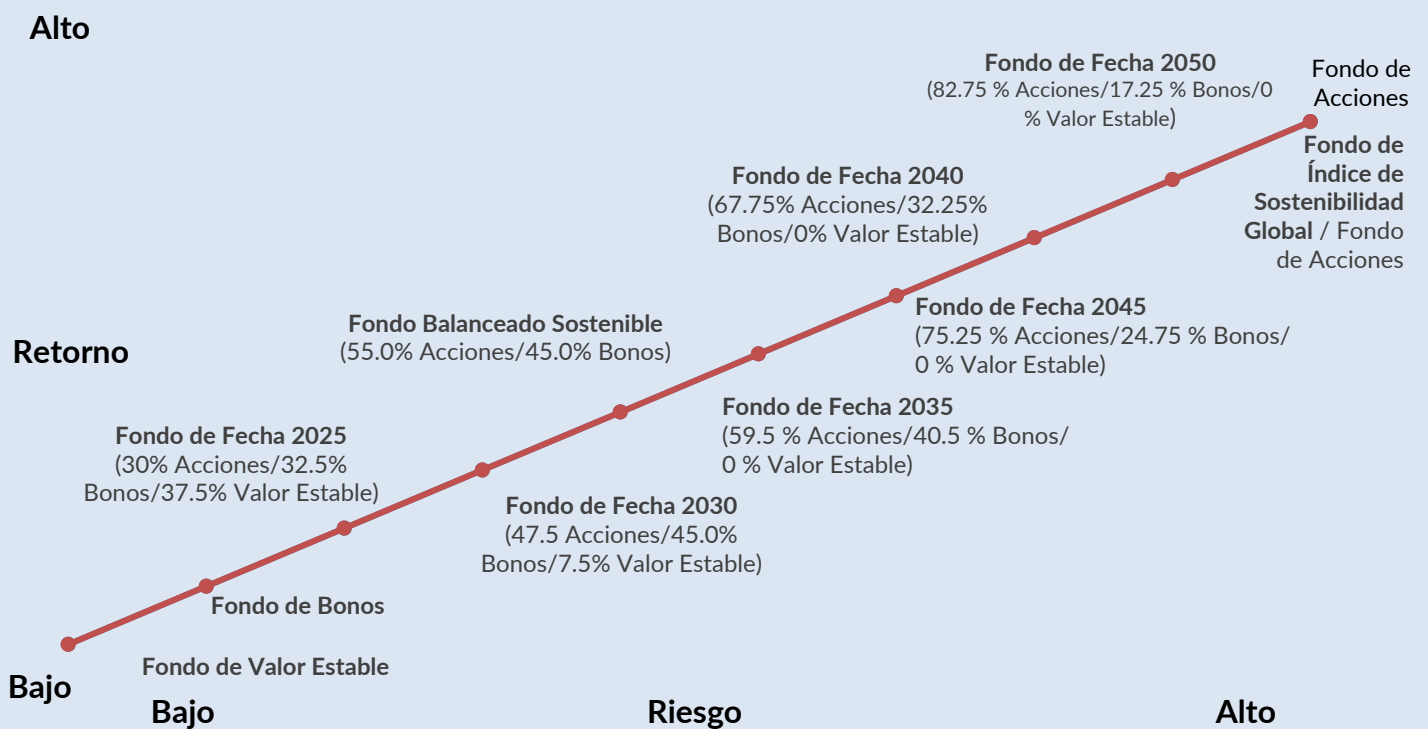 Alto
Fondo de Fecha 2050
(82.75 % Acciones/17.25 % Bonos/0
% Valor Estable)
Fondo de
Acciones
Fondo de
Índice de
Sostenibilidad
Global / Fondo
de Acciones
Fondo de Fecha 2040
(67.75% Acciones/32.25%
Bonos/0% Valor Estable)
Fondo de Fecha 2045
(75.25 % Acciones/24.75 % Bonos/
0 % Valor Estable)
Fondo Balanceado Sostenible
(55.0% Acciones/45.0% Bonos)
Retorno
Fondo de Fecha 2035
(59.5 % Acciones/40.5 % Bonos/
0 % Valor Estable)
Fondo de Fecha 2025
(30% Acciones/32.5%
Bonos/37.5% Valor Estable)
Fondo de Fecha 2030
(47.5 Acciones/45.0%
Bonos/7.5% Valor Estable)
Fondo de Bonos
Fondo de Valor Estable
Bajo
Bajo
Riesgo
Alto